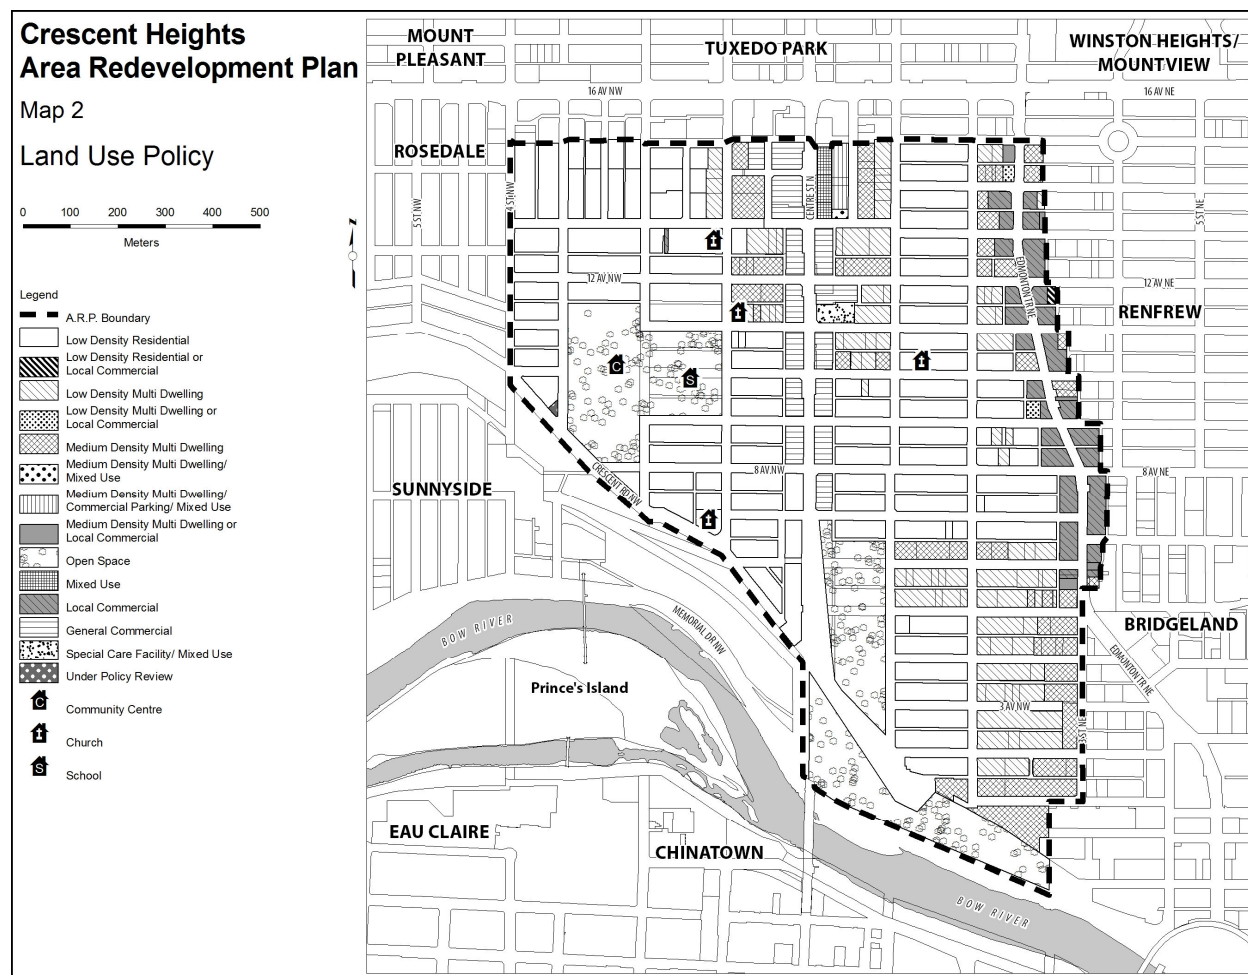 Crescent Heights
Area Redevelopment Plan
Map 2
Land Use Policy
0 100 200 300 400 500
Meters
Legend
A.R.P. Boundary
Low Density Residential
Low Density Residential or
Local Commercial
Low Density Multi Dwelling
Low Density Multi Dwelling or
Local Commercial
Medium Density Multi Dwelling
Medium Density Multi Dwelling/
Mixed Use
Medium Density Multi Dwelling/
Commercial Parking/ Mixed Use
Medium Density Multi Dwelling or
Local Commercial
Open Space
Mixed Use
Local Commercial
General Commercial
Special Care Facility/ Mixed Use
Under Policy Review
C
Community Centre
Church
S
School
MOUNT
PLEASANT
TUXEDO PARK
WINSTON HEIGHTS/
MOUNTVIEW
16 AV NW
16 AV NE
ROSEDALE
5 ST NW
4 ST NW
CENTRE ST N
5 ST NE
12 AV NW
EDMONTON TR NE
12 AV NE
RENFREW
C
S
SUNNYSIDE
CRESCENT RD NW
8 AV NW
8 AV NE
BOW RIVER
MEMORIAL DR NW
BRIDGELAND
EDMONTON TR NE
Prince's Island
3 AV NW
EAU CLAIRE
CHINATOWN
BOW RIVER